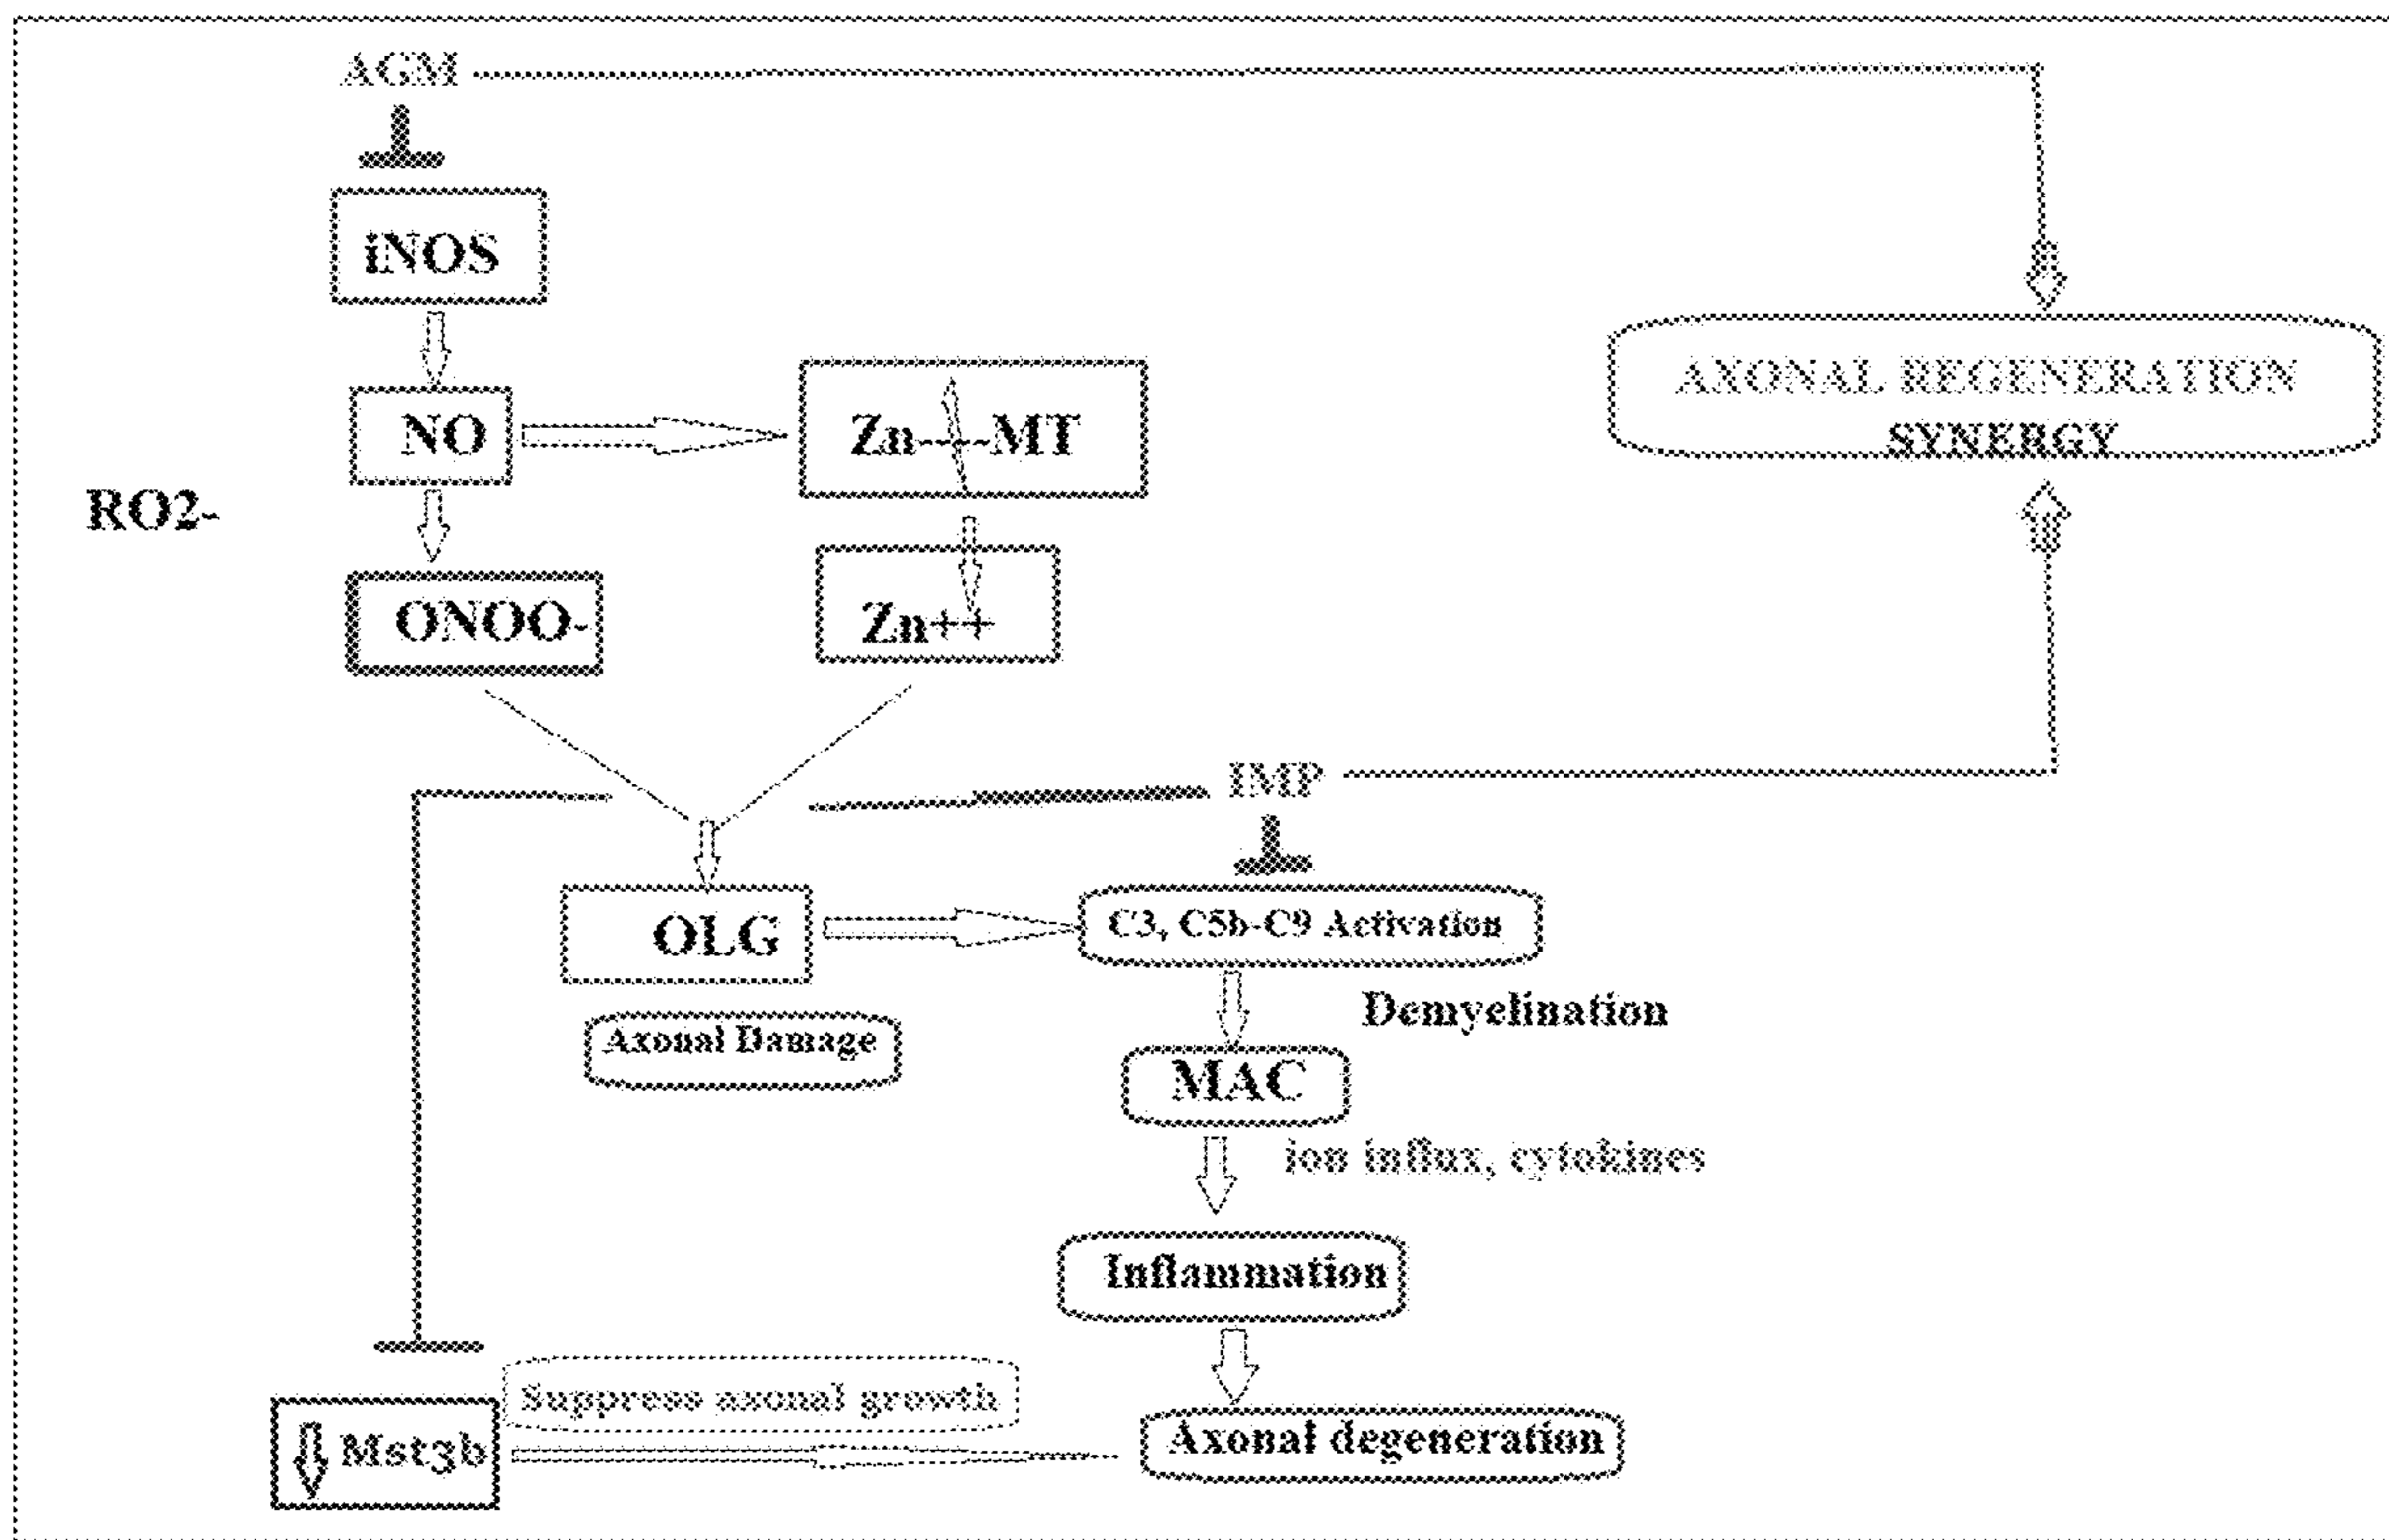 AGM
iNOS
NO
Zn----MT
AXONAL REGENERATION
SYNERGY
RO2-
ONOO-
Zn++
IMP
OLG
C3, C5b-C9 Activation
Axonal Damage
Demyelination
MAC
ion influx, cytokines
Inflammation
Suppress axonal growth
Mst3b
Axonal degeneration